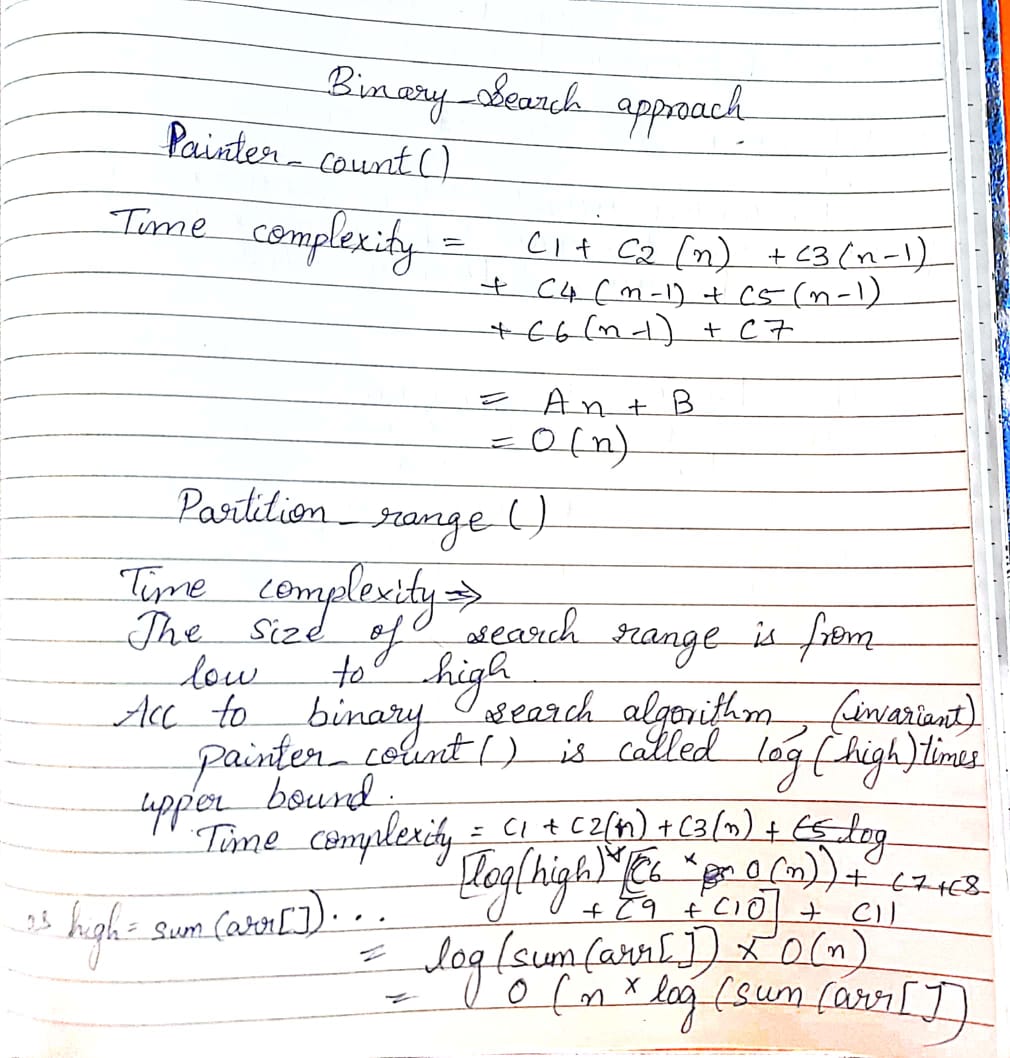 Binary Search approach
Painter-count()
Time complexity = C1 + C2 (n) + C3 (n-1)
+ C4 (n-1) + C5 (n-1)
+ C6 (n-1) + C7
= An + B
= O(n)
Partition_range()
Time complexity ⇒
The size of search range is from
low to high.
Acc to binary search algorithm, (invariant)
painter_count() is called log(high) times
upper bound.
Time complexity = C1 + C2(n) + C3(n) + C5 log
[log(high) * [C6 * O(n)) + C7 + C8
+ C9 + C10] + C11
as high = sum(arr[])...
= log(sum(arr[]) x O(n)
= O(n * log(sum(arr[])